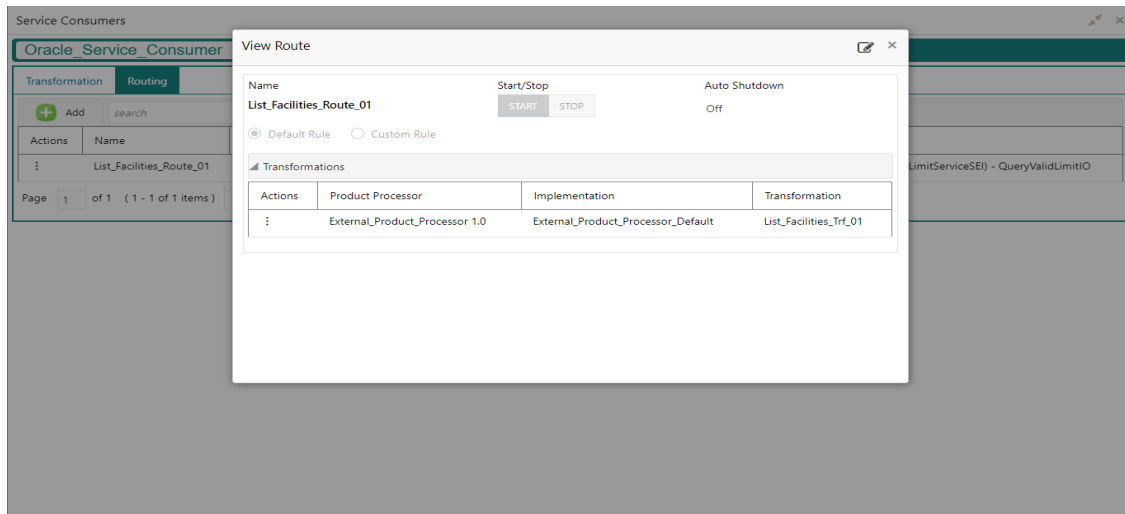 Service Consumers
Oracle_Service_Consumer
Transformation Routing
Add search
Actions Name
List_Facilities_Route_01 LimitServiceSEI) - QueryValidLimitIO
Page 1 of 1 ( 1 - 1 of 1 items )
View Route
Name Start/Stop Auto Shutdown
List_Facilities_Route_01 START STOP Off
Default Rule Custom Rule
Transformations
Actions Product Processor Implementation Transformation
External_Product_Processor 1.0 External_Product_Processor_Default List_Facilities_Trf_01